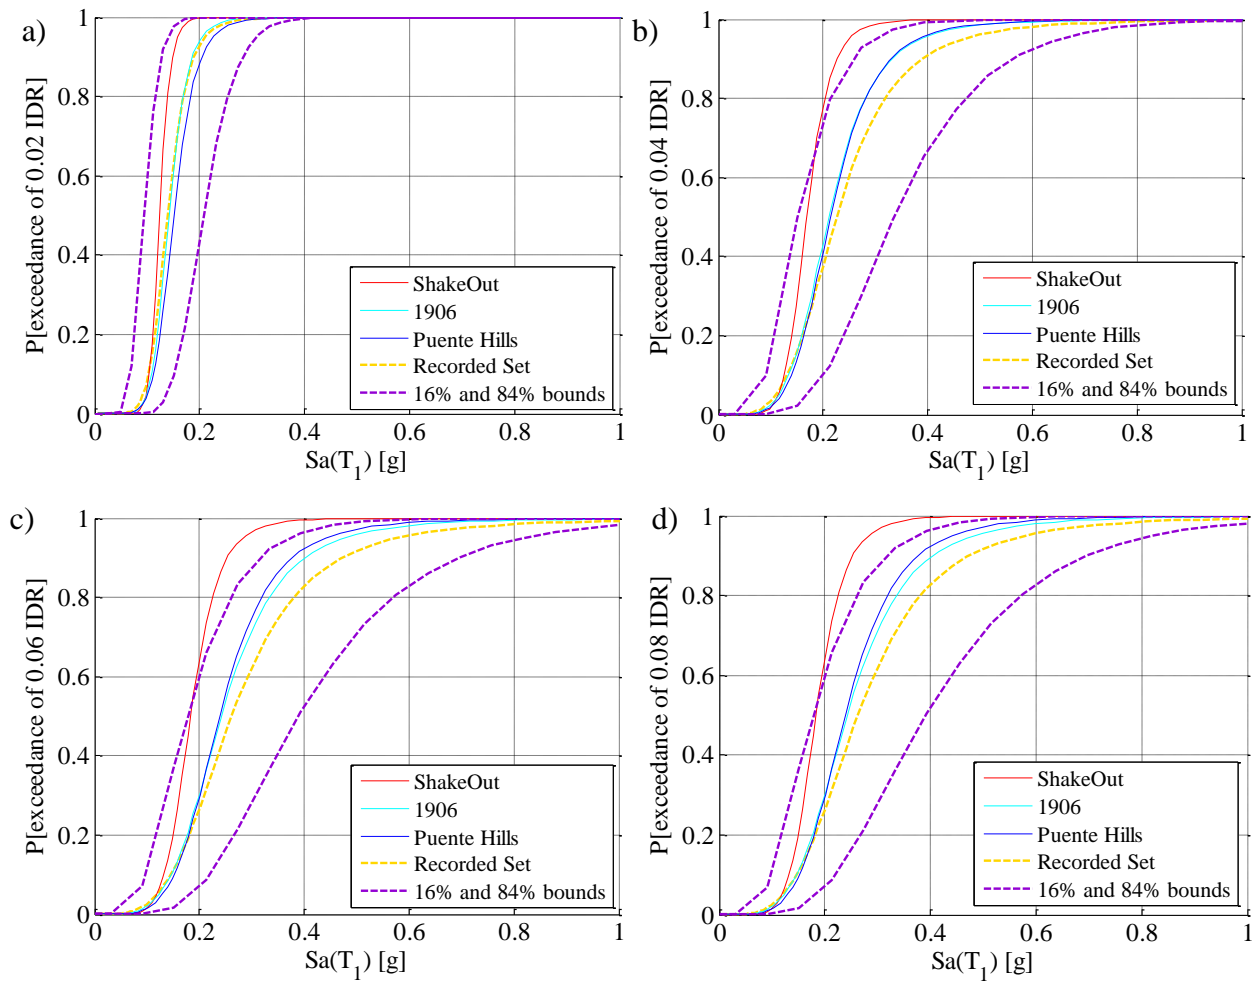 a)
P[exceedance of 0.02 IDR]
1
0.8
0.6
0.4
0.2
0
0 0.2 0.4 0.6 0.8 1
Sa(T1) [g]
ShakeOut
1906
Puente Hills
Recorded Set
16% and 84% bounds
b)
P[exceedance of 0.04 IDR]
1
0.8
0.6
0.4
0.2
0
0 0.2 0.4 0.6 0.8 1
Sa(T1) [g]
ShakeOut
1906
Puente Hills
Recorded Set
16% and 84% bounds
c)
P[exceedance of 0.06 IDR]
1
0.8
0.6
0.4
0.2
0
0 0.2 0.4 0.6 0.8 1
Sa(T1) [g]
ShakeOut
1906
Puente Hills
Recorded Set
16% and 84% bounds
d)
P[exceedance of 0.08 IDR]
1
0.8
0.6
0.4
0.2
0
0 0.2 0.4 0.6 0.8 1
Sa(T1) [g]
ShakeOut
1906
Puente Hills
Recorded Set
16% and 84% bounds